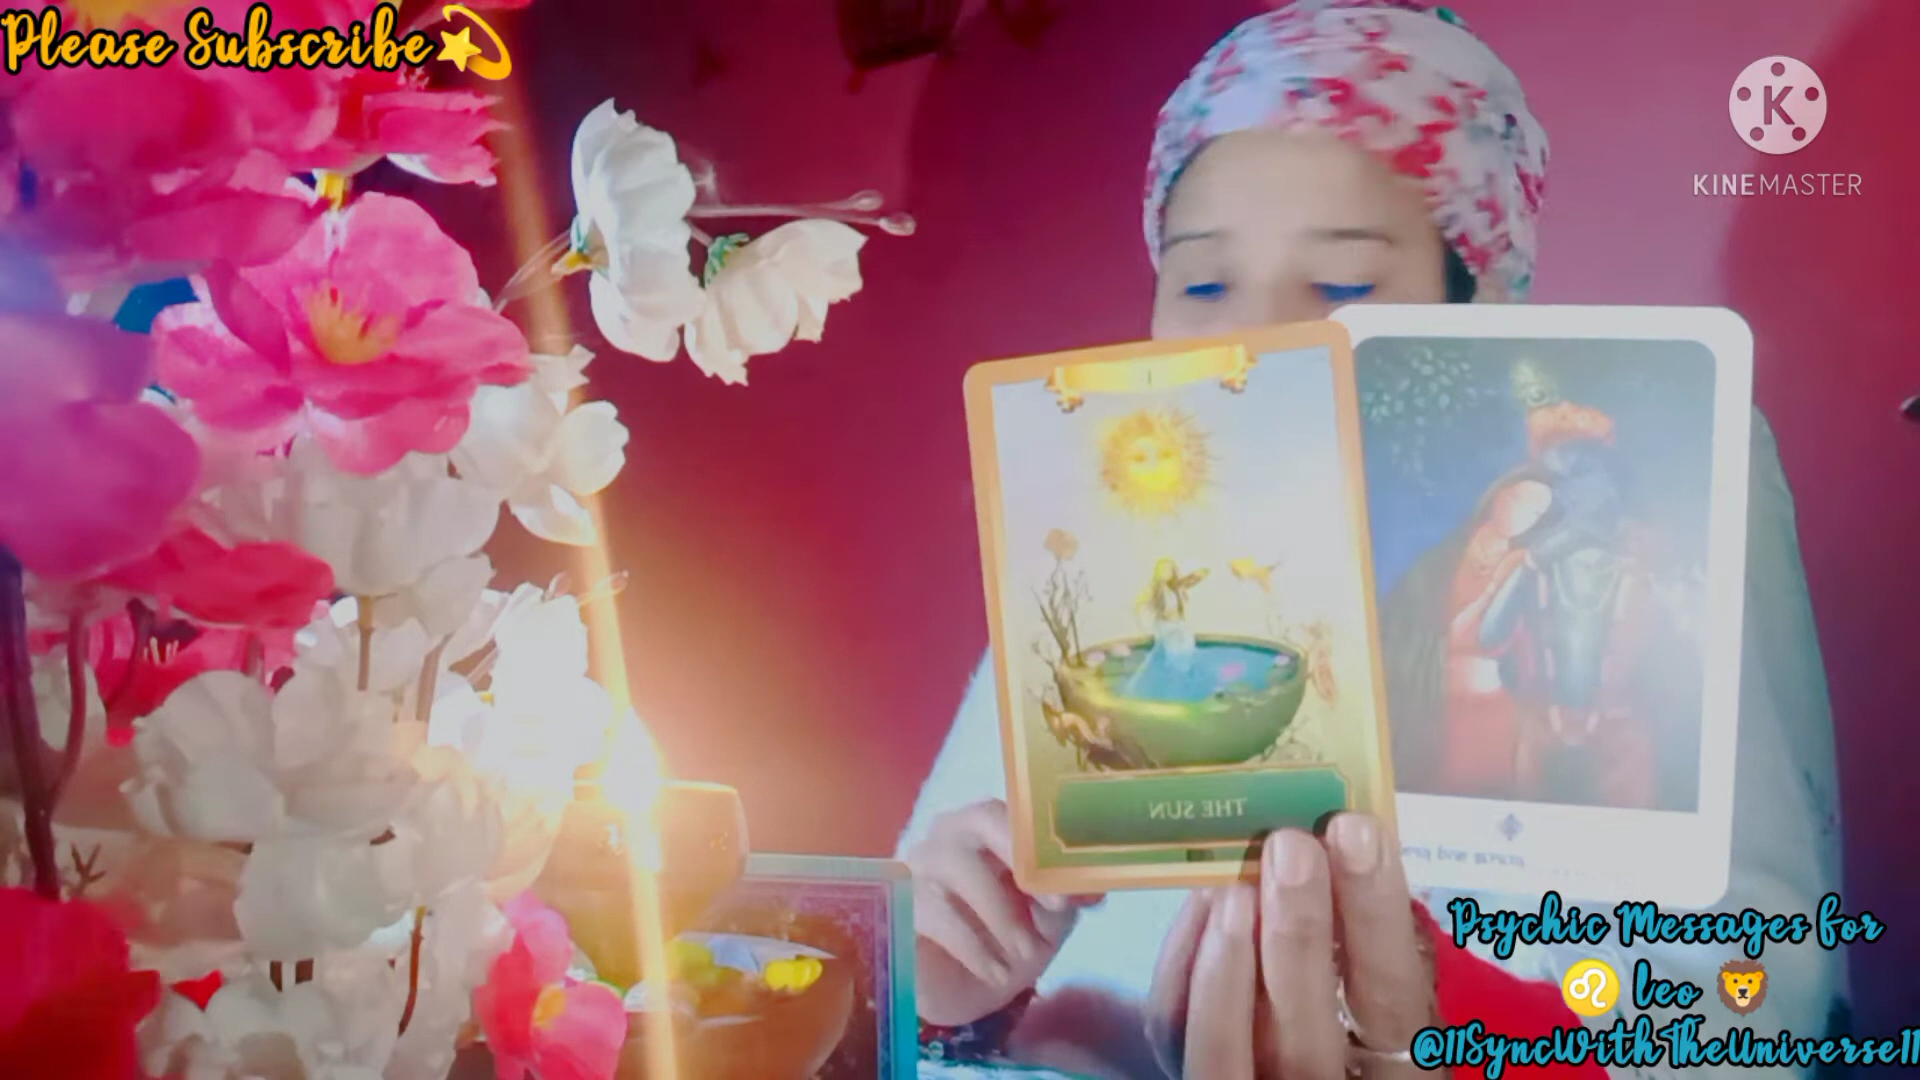 Please Subscribe
K
KINEMASTER
I
THE SUN
Psychic Messages for
leo
@11SyncWithTheUniverse11